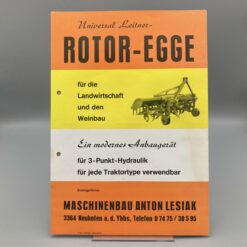 Universal Leitner-
ROTOR-EGGE
für die
Landwirtschaft
und den
Weinbau
Ein modernes Anbaugerät
für 3-Punkt-Hydraulik
für jede Traktortype verwendbar
MASCHINENBAU ANTON LESIAK
3364 Neuhofen a. d. Ybbs, Telefon 0 74 75 / 30 5 95